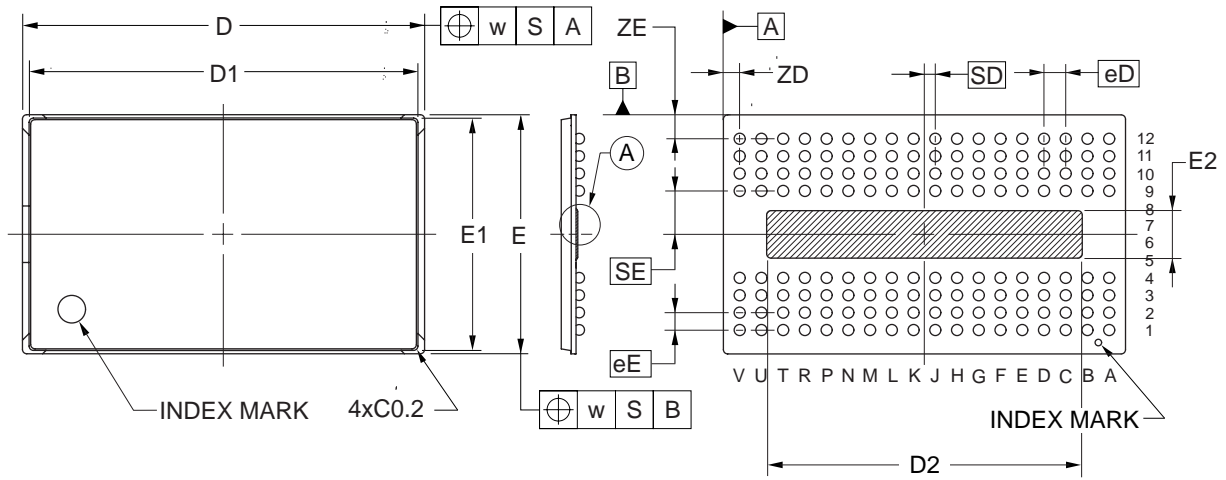 D
w S A
ZE
A
D1
B
ZD
SD
eD
A
12
11
10
9
8
7
6
5
4
3
2
1
E2
E1
E
SE
eE
V U T R P N M L K J H G F E D C B A
INDEX MARK
4xC0.2
w S B
INDEX MARK
D2